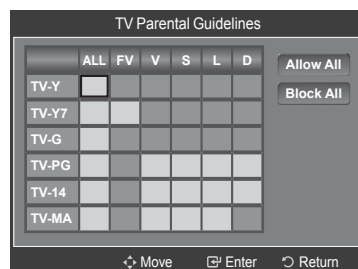 TV Parental Guidelines
ALL FV V S L D
Allow All
Block All
TV-Y
TV-Y7
TV-G
TV-PG
TV-14
TV-MA
Move Enter Return